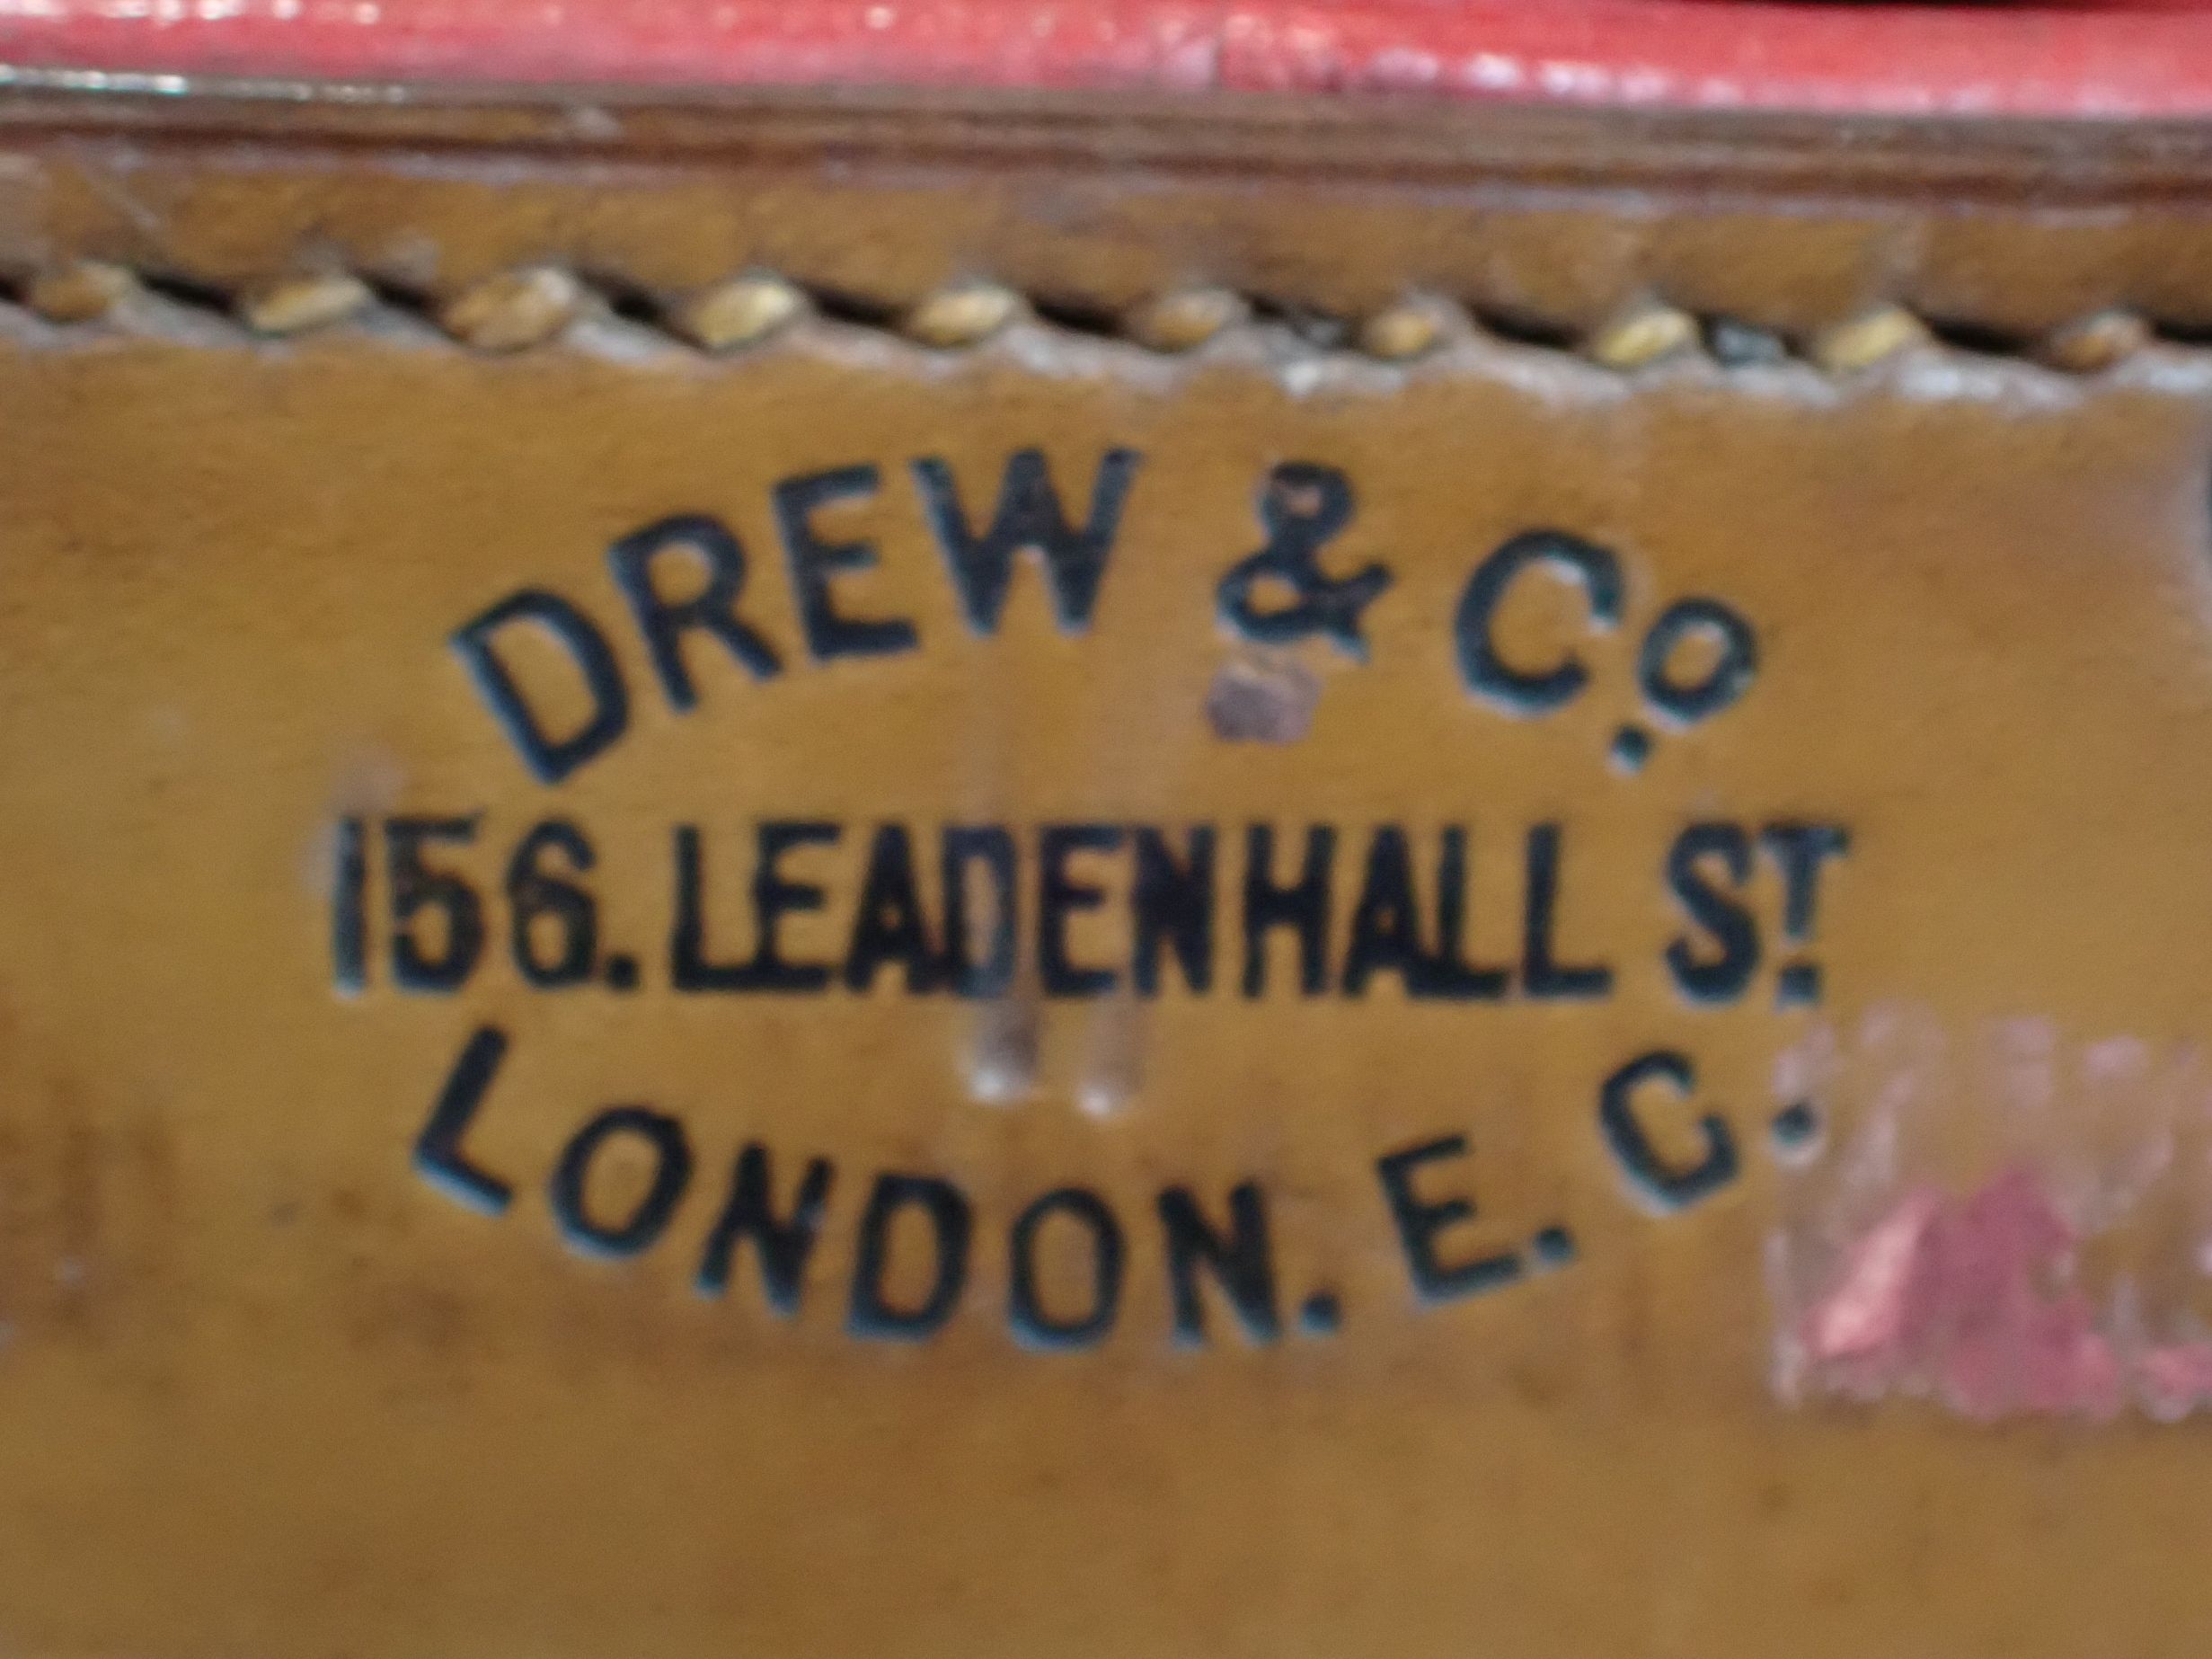 DREW & Co.
156. LEADENHALL ST.
LONDON. E. C.